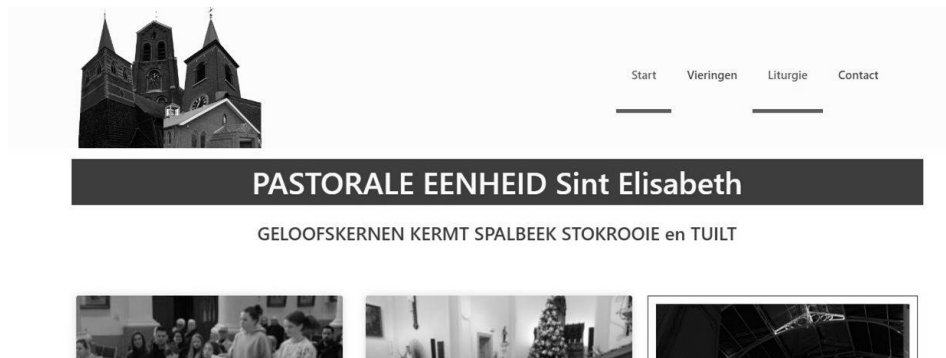 Start Vieringen Liturgie Contact
PASTORALE EENHEID Sint Elisabeth
GELOOFSKERNEN KERMT SPALBEEK STOKROOIE en TUILT